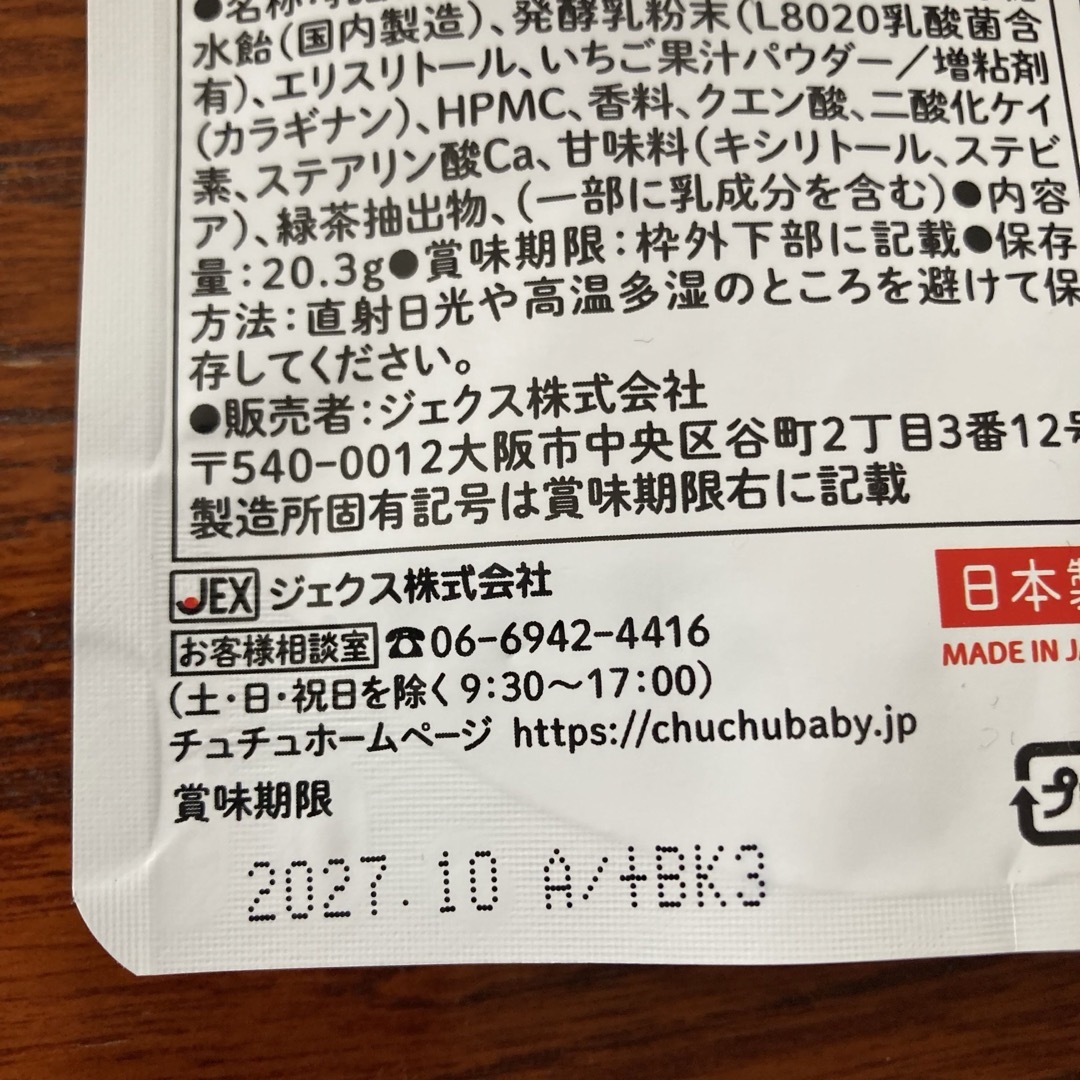 ●名称
水飴(国内製造)、発酵乳粉末(L8020乳酸菌含
有)、エリスリトール、いちご果汁パウダー/増粘剤
(カラギナン)、HPMC、香料、クエン酸、二酸化ケイ
素、ステアリン酸Ca、甘味料(キシリトール、ステビ
ア)、緑茶抽出物、(一部に乳成分を含む)●内容
量:20.3g●賞味期限:枠外下部に記載●保存
方法:直射日光や高温多湿のところを避けて保
存してください。
●販売者:ジェクス株式会社
〒540-0012大阪市中央区谷町2丁目3番12号
製造所固有記号は賞味期限右に記載
JEX ジェクス株式会社
お客様相談室 ☎06-6942-4416
(土・日・祝日を除く9:30〜17:00)
チュチュホームページ https://chuchubaby.jp
日本製
MADE IN JA
プ
賞味期限
2027.10 A/+BK3